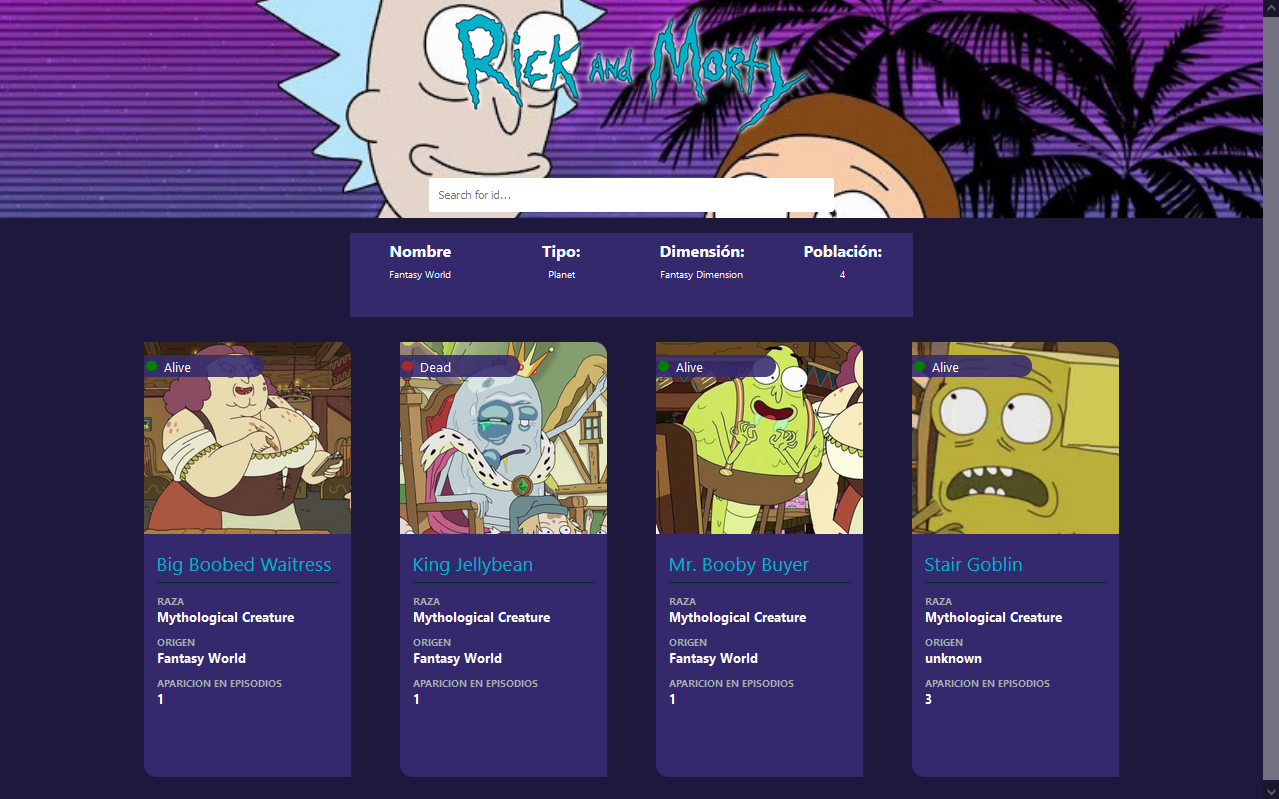 Rick and Morty
Search for id...
Nombre Tipo: Dimensión: Población:
Fantasy World Planet Fantasy Dimension 4
Alive Dead Alive Alive
Big Boobed Waitress King Jellybean Mr. Booby Buyer Stair Goblin
RAZA RAZA RAZA RAZA
Mythological Creature Mythological Creature Mythological Creature Mythological Creature
ORIGEN ORIGEN ORIGEN ORIGEN
Fantasy World Fantasy World Fantasy World unknown
APARICION EN EPISODIOS APARICION EN EPISODIOS APARICION EN EPISODIOS APARICION EN EPISODIOS
1 1 1 3